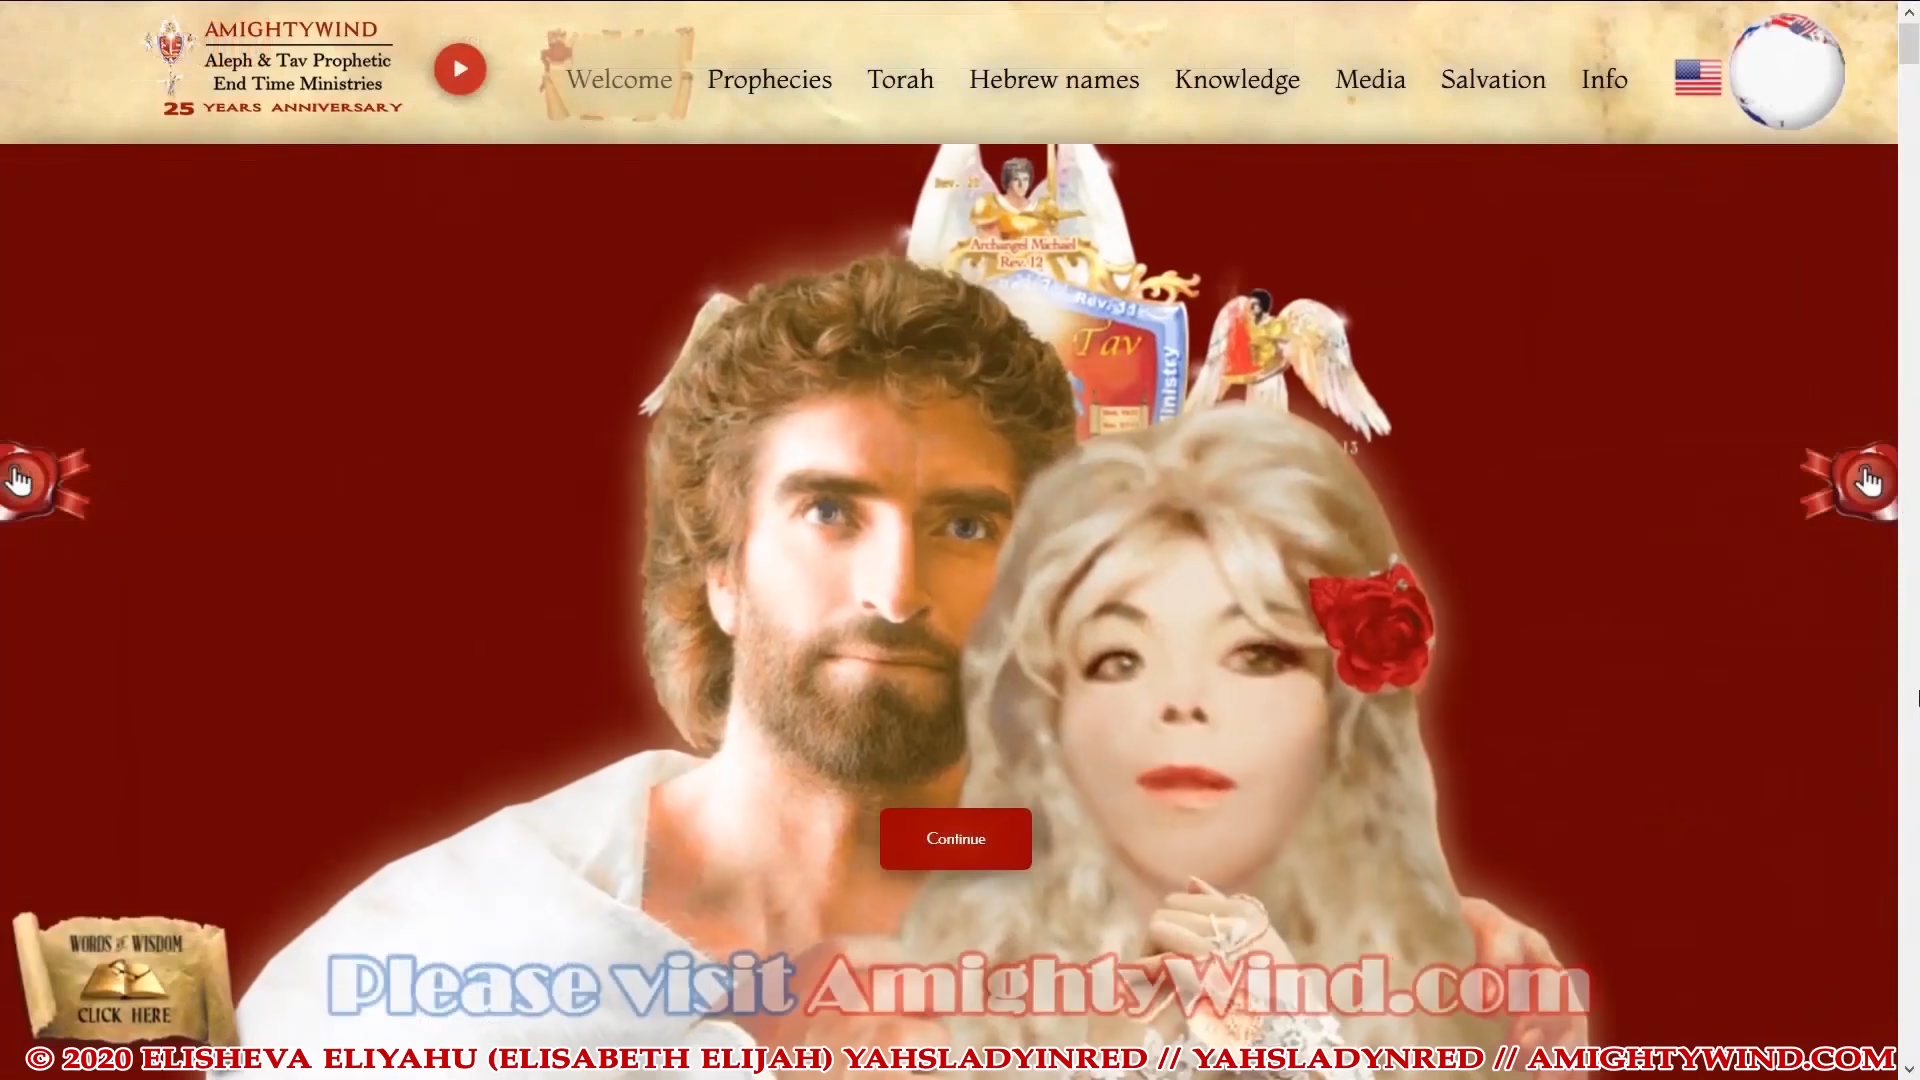 AMIGHTYWIND
Aleph & Tav Prophetic
End Time Ministries
25 YEARS ANNIVERSARY
Welcome Prophecies Torah Hebrew names Knowledge Media Salvation Info
Archangel Michael
Rev. 12
Rev. 11
Tav
Continue
WORDS of WISDOM
CLICK HERE
Please visit AmightyWind.com
© 2020 ELISHEVA ELIYAHU (ELISABETH ELIJAH) YAHSLADYINRED // YAHSLADYNRED // AMIGHTYWIND.COM